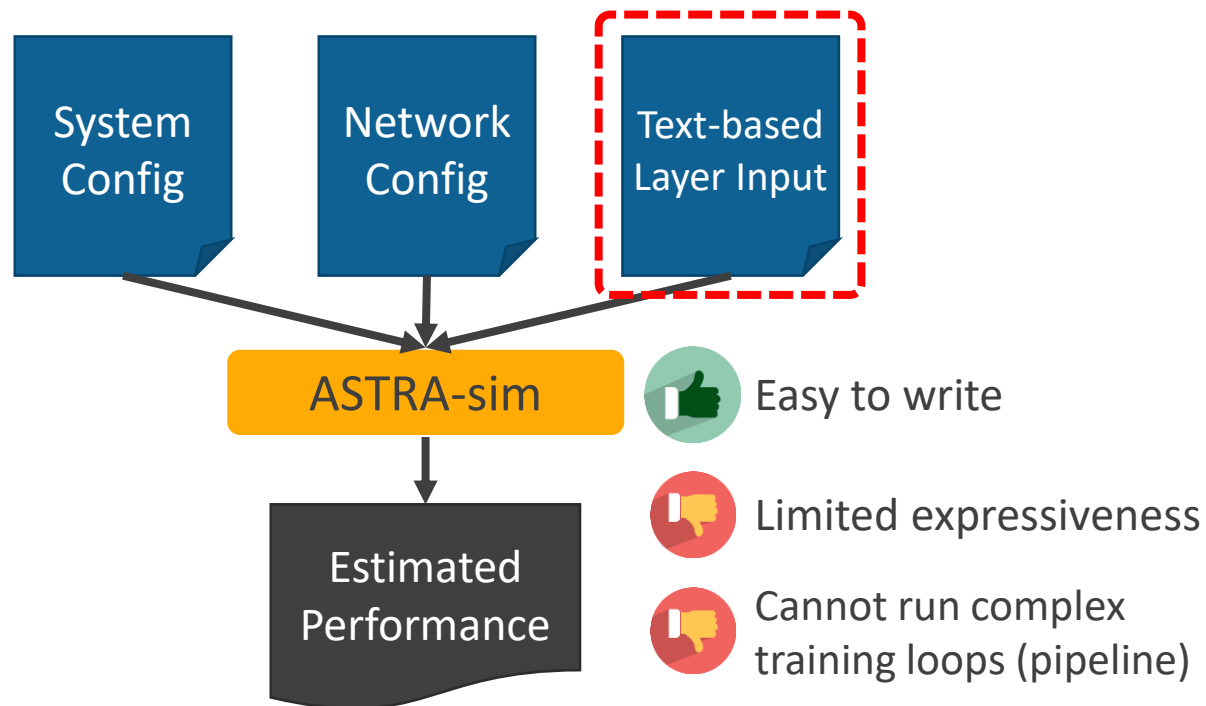 System
Config
Network
Config
Text-based
Layer Input
ASTRA-sim
Easy to write
Limited expressiveness
Estimated
Performance
Cannot run complex
training loops (pipeline)